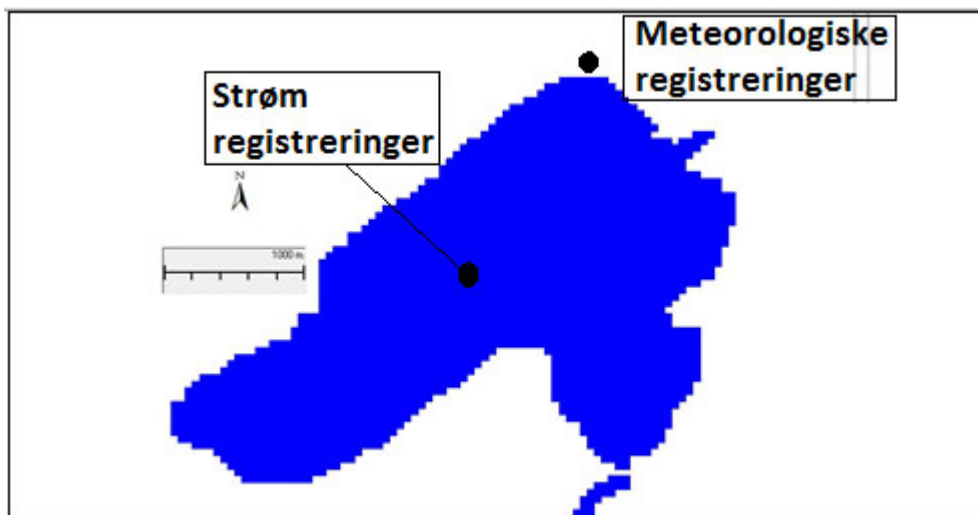 Meteorologiske
registreringer
Strøm
registreringer
N
1000 m